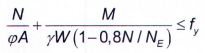 N/φA + M/γW(1-0,8N/N_E) ≤ f_y